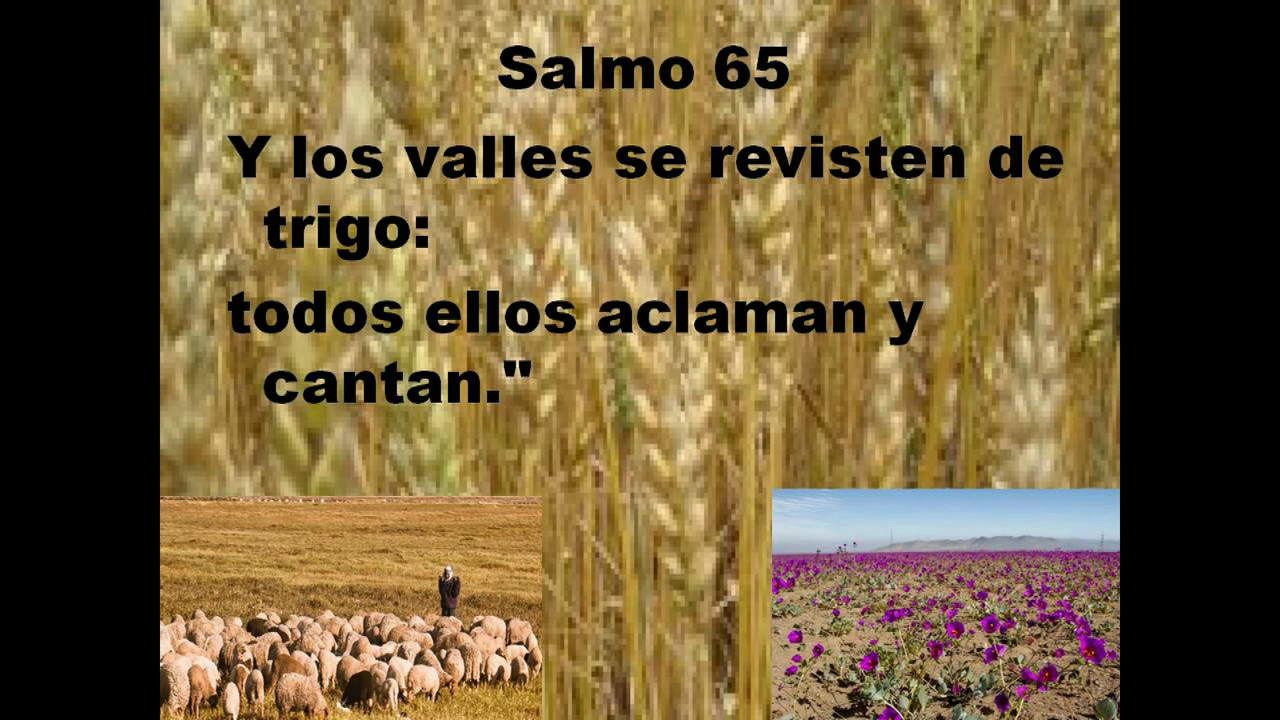 Salmo 65
Y los valles se revisten de
trigo:
todos ellos aclaman y
cantan."